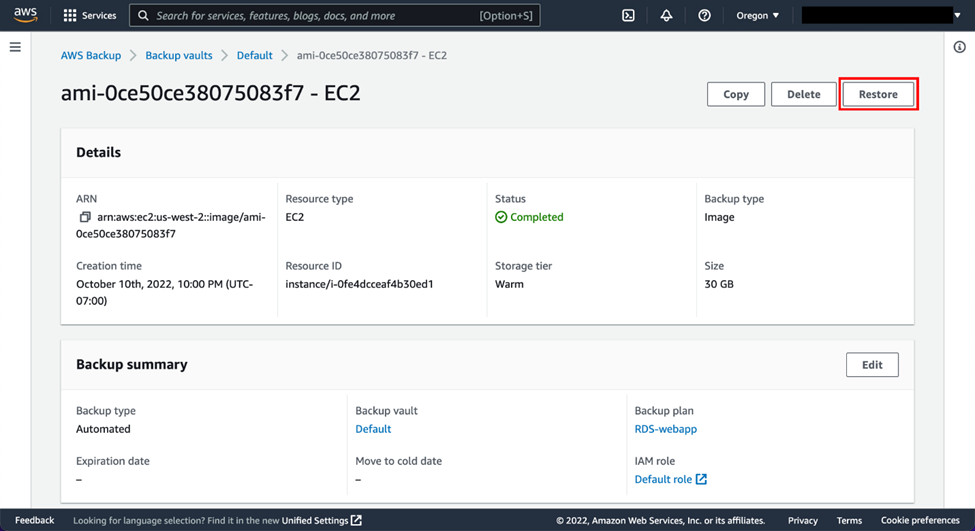 aws
Services
Search for services, features, blogs, docs, and more
[Option+S]
Oregon
AWS Backup > Backup vaults > Default > ami-0ce50ce38075083f7 - EC2
ami-0ce50ce38075083f7 - EC2
Copy
Delete
Restore
Details
ARN
arn:aws:ec2:us-west-2::image/ami-
0ce50ce38075083f7
Resource type
EC2
Status
Completed
Backup type
Image
Creation time
October 10th, 2022, 10:00 PM (UTC-
07:00)
Resource ID
instance/i-0fe4dcceaf4b30ed1
Storage tier
Warm
Size
30 GB
Backup summary
Edit
Backup type
Automated
Backup vault
Default
Backup plan
RDS-webapp
Expiration date
–
Move to cold date
–
IAM role
Default role
Feedback
Looking for language selection? Find it in the new Unified Settings
© 2022, Amazon Web Services, Inc. or its affiliates.
Privacy
Terms
Cookie preferences